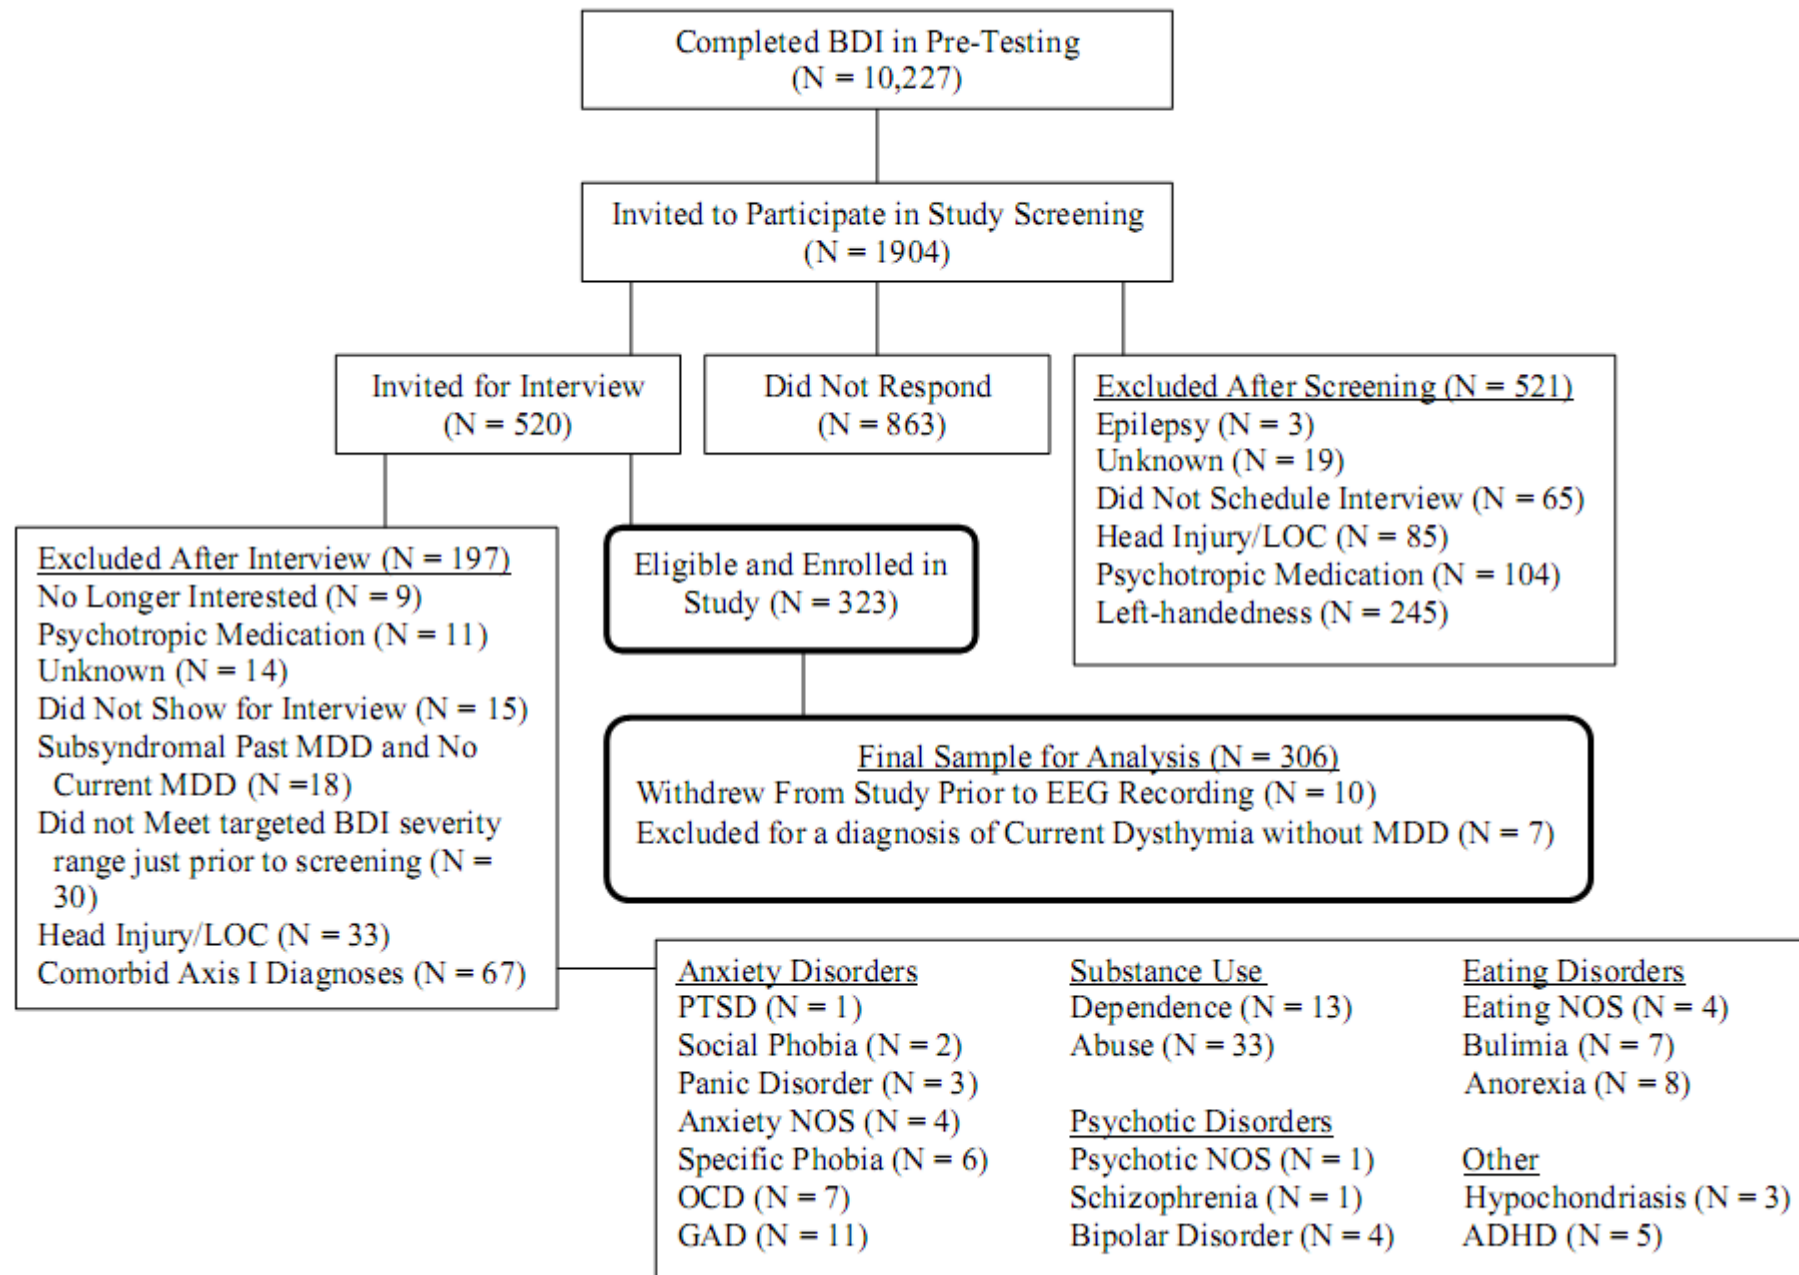 Completed BDI in Pre-Testing
(N = 10,227)
Invited to Participate in Study Screening
(N = 1904)
Invited for Interview
(N = 520)
Did Not Respond
(N = 863)
Excluded After Screening (N = 521)
Epilepsy (N = 3)
Unknown (N = 19)
Did Not Schedule Interview (N = 65)
Head Injury/LOC (N = 85)
Psychotropic Medication (N = 104)
Left-handedness (N = 245)
Excluded After Interview (N = 197)
No Longer Interested (N = 9)
Psychotropic Medication (N = 11)
Unknown (N = 14)
Did Not Show for Interview (N = 15)
Subsyndromal Past MDD and No
Current MDD (N =18)
Did not Meet targeted BDI severity
range just prior to screening (N =
30)
Head Injury/LOC (N = 33)
Comorbid Axis I Diagnoses (N = 67)
Eligible and Enrolled in
Study (N = 323)
Final Sample for Analysis (N = 306)
Withdrew From Study Prior to EEG Recording (N = 10)
Excluded for a diagnosis of Current Dysthymia without MDD (N = 7)
Anxiety Disorders
PTSD (N = 1)
Social Phobia (N = 2)
Panic Disorder (N = 3)
Anxiety NOS (N = 4)
Specific Phobia (N = 6)
OCD (N = 7)
GAD (N = 11)
Substance Use
Dependence (N = 13)
Abuse (N = 33)
Psychotic Disorders
Psychotic NOS (N = 1)
Schizophrenia (N = 1)
Bipolar Disorder (N = 4)
Eating Disorders
Eating NOS (N = 4)
Bulimia (N = 7)
Anorexia (N = 8)
Other
Hypochondriasis (N = 3)
ADHD (N = 5)